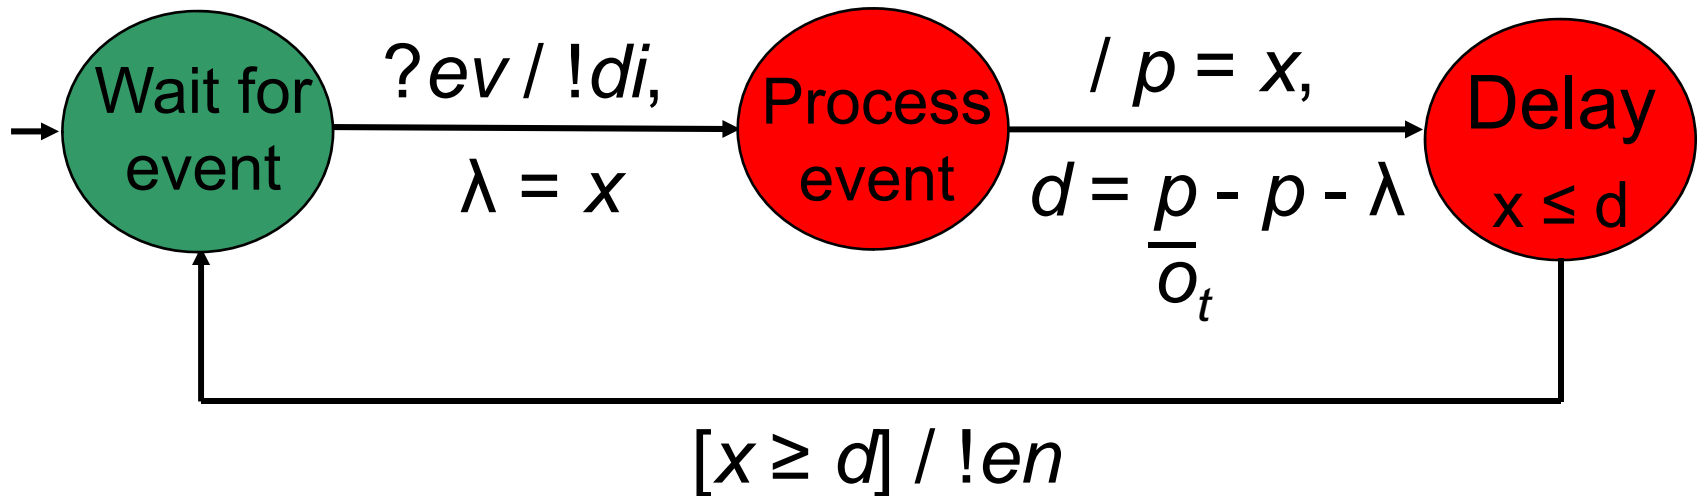 Wait for
event
?ev / !di,
λ = x
Process
event
/ p = x,
d = p - p - λ
o_t
Delay
x ≤ d
[x ≥ d] / !en